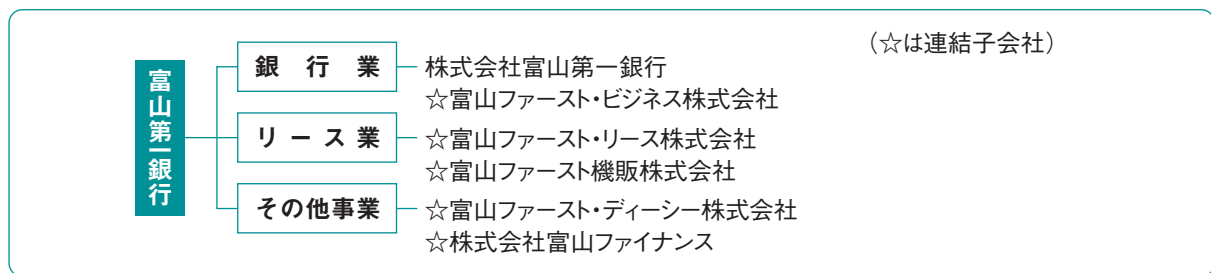 (☆は連結子会社)
富山第一銀行
銀行業
株式会社富山第一銀行
☆富山ファースト・ビジネス株式会社
リース業
☆富山ファースト・リース株式会社
☆富山ファースト機販株式会社
その他事業
☆富山ファースト・ディーシー株式会社
☆株式会社富山ファイナンス